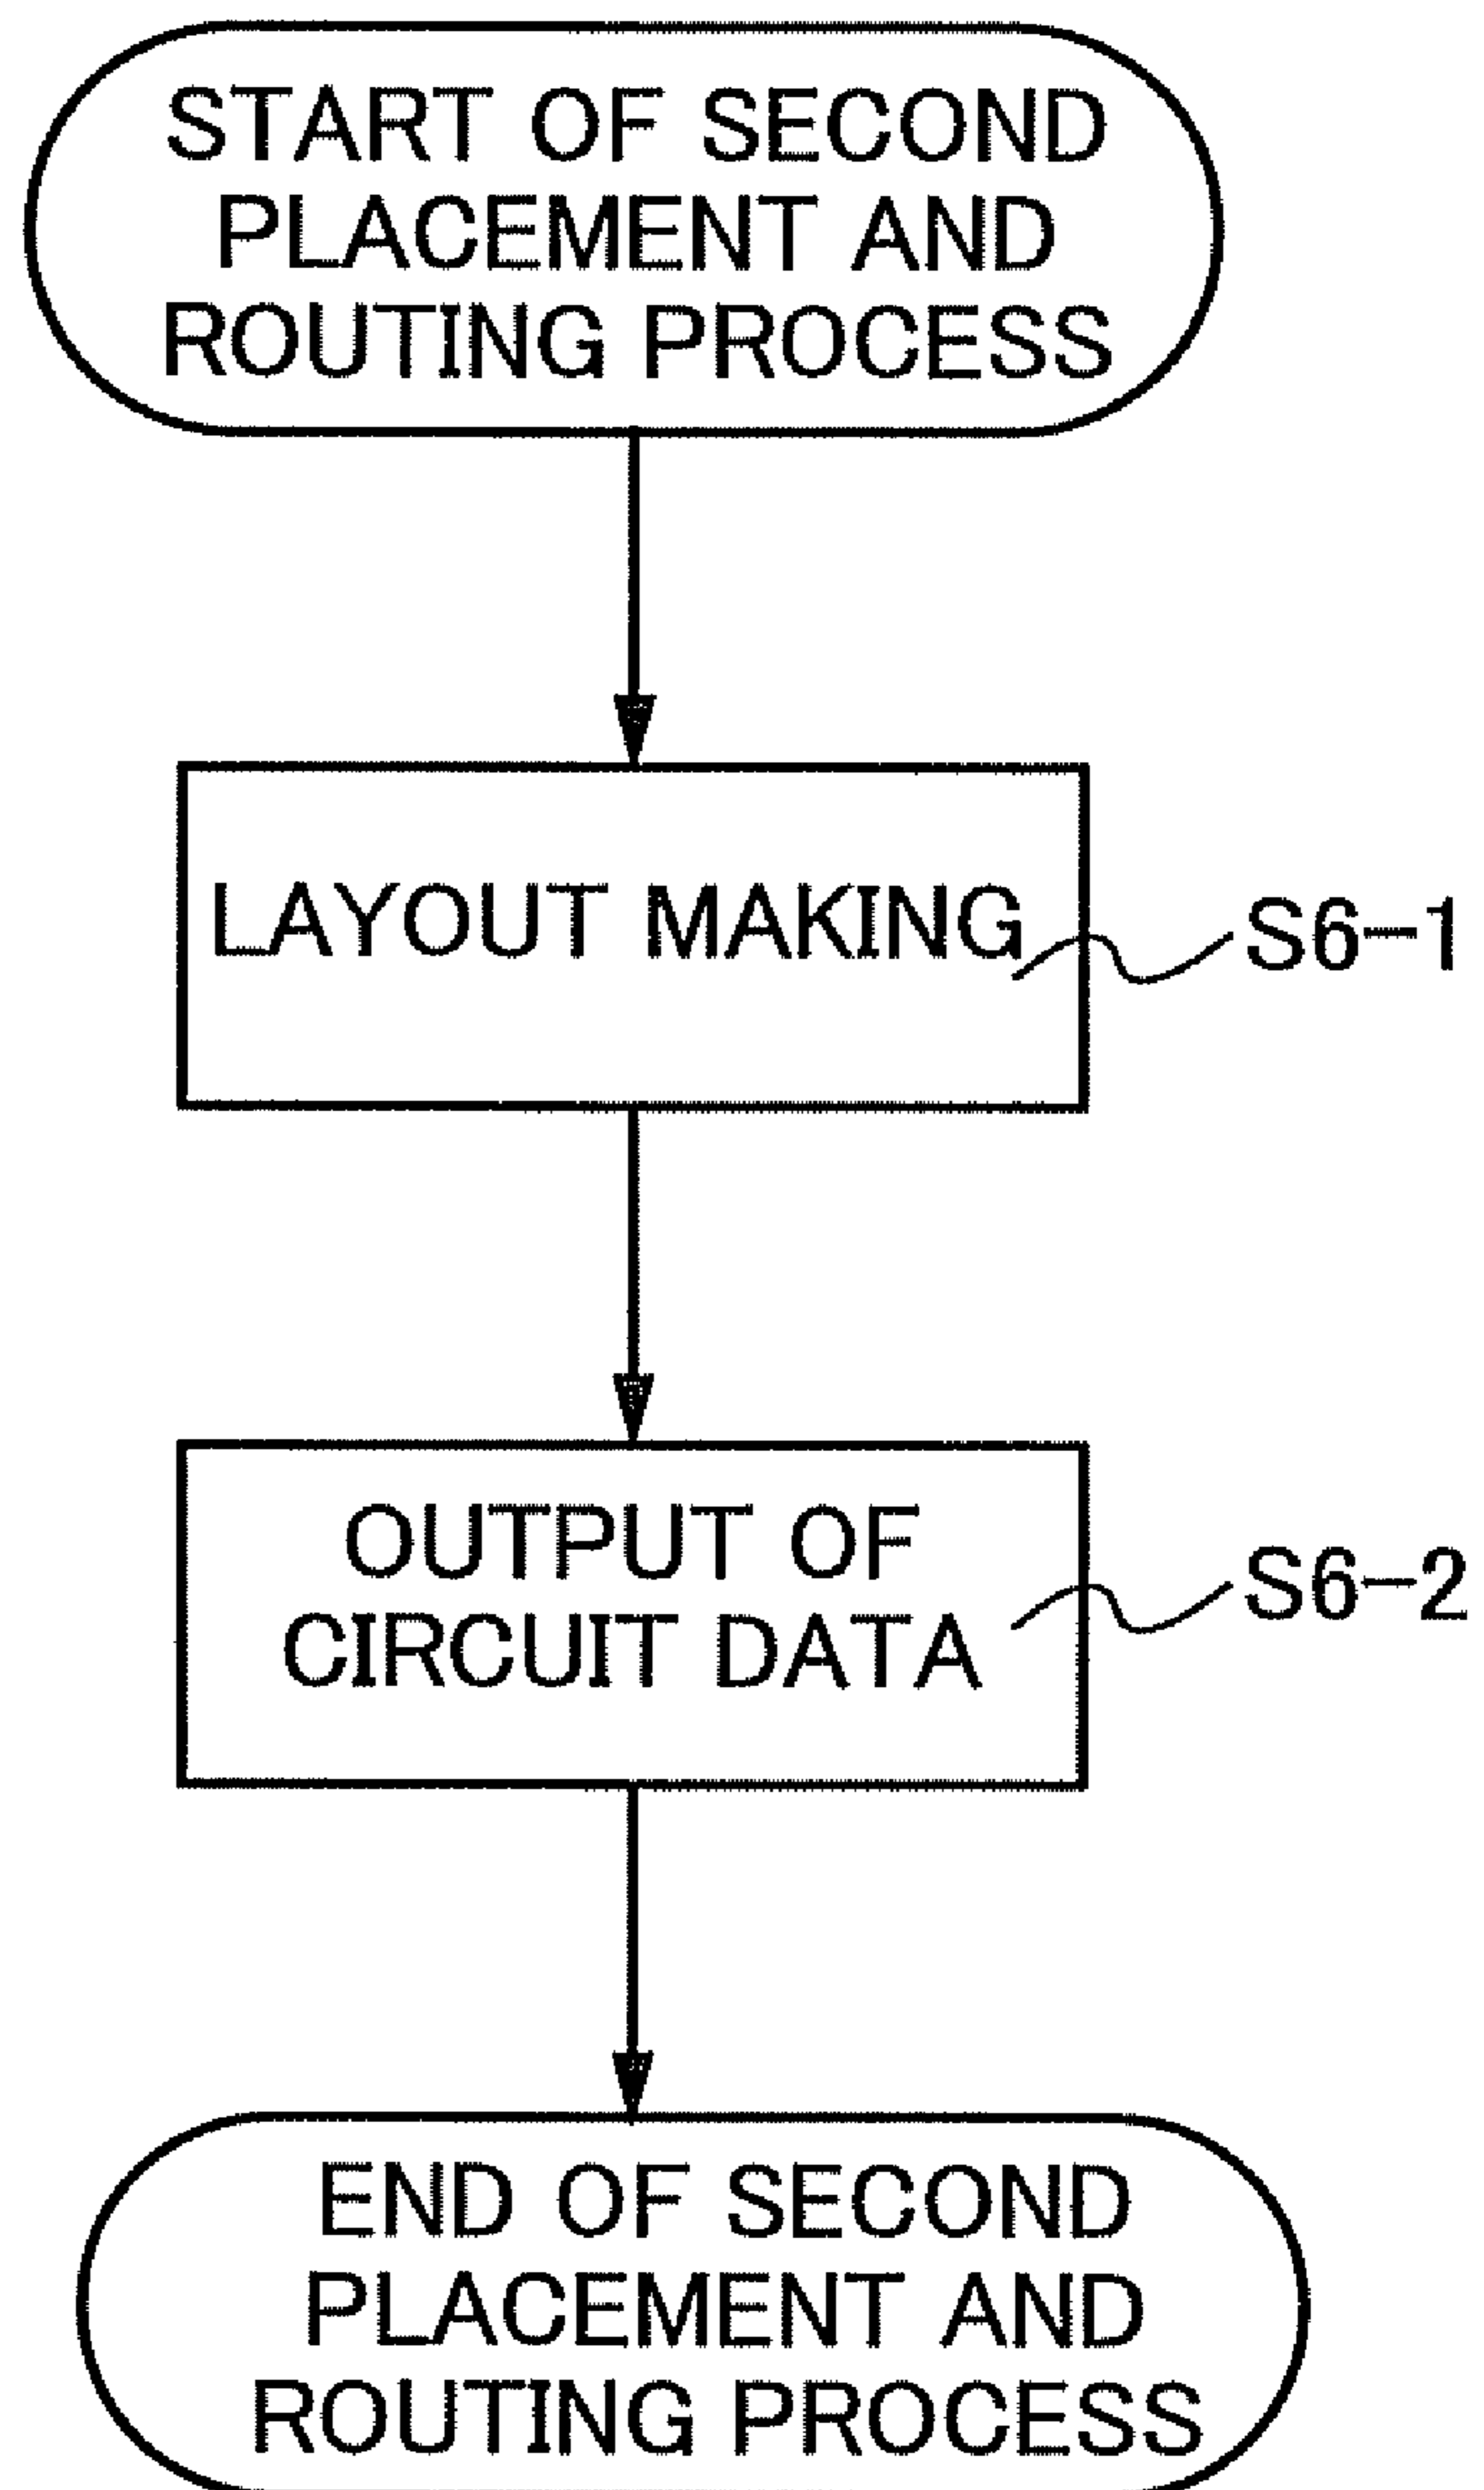 START OF SECOND
PLACEMENT AND
ROUTING PROCESS
LAYOUT MAKING
S6-1
OUTPUT OF
CIRCUIT DATA
S6-2
END OF SECOND
PLACEMENT AND
ROUTING PROCESS